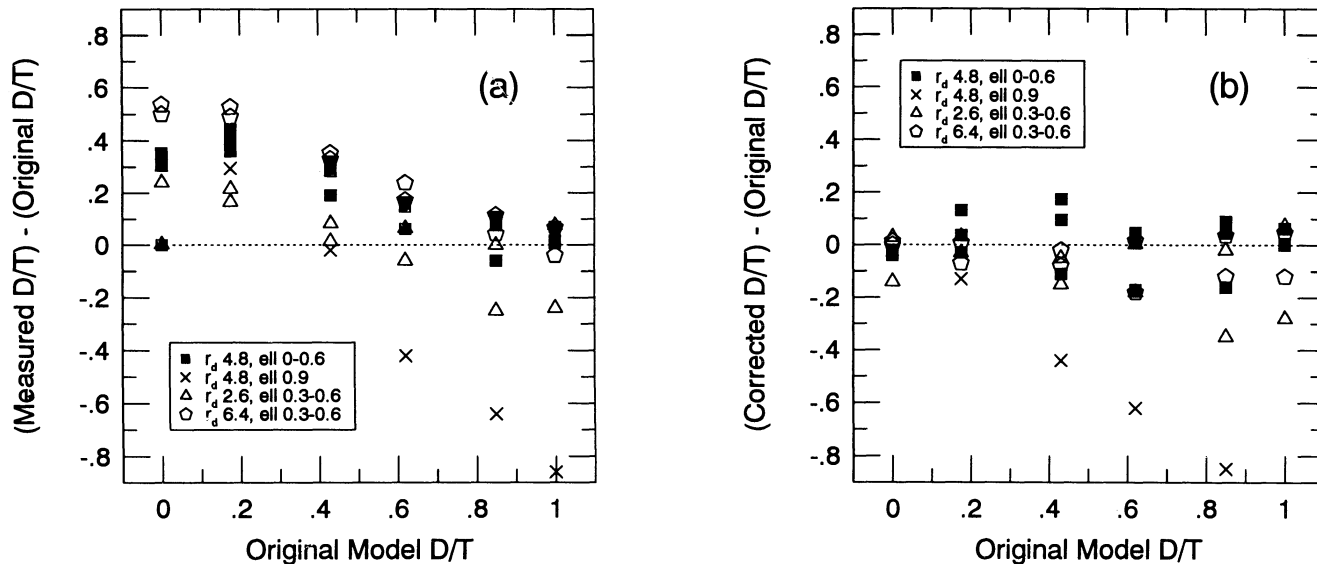 (Measured D/T) - (Original D/T)
.8
.6
.4
.2
0
-.2
-.4
-.6
-.8
(a)
r_d 4.8, ell 0-0.6
r_d 4.8, ell 0.9
r_d 2.6, ell 0.3-0.6
r_d 6.4, ell 0.3-0.6
0 .2 .4 .6 .8 1
Original Model D/T
(Corrected D/T) - (Original D/T)
.8
.6
.4
.2
0
-.2
-.4
-.6
-.8
(b)
r_d 4.8, ell 0-0.6
r_d 4.8, ell 0.9
r_d 2.6, ell 0.3-0.6
r_d 6.4, ell 0.3-0.6
0 .2 .4 .6 .8 1
Original Model D/T